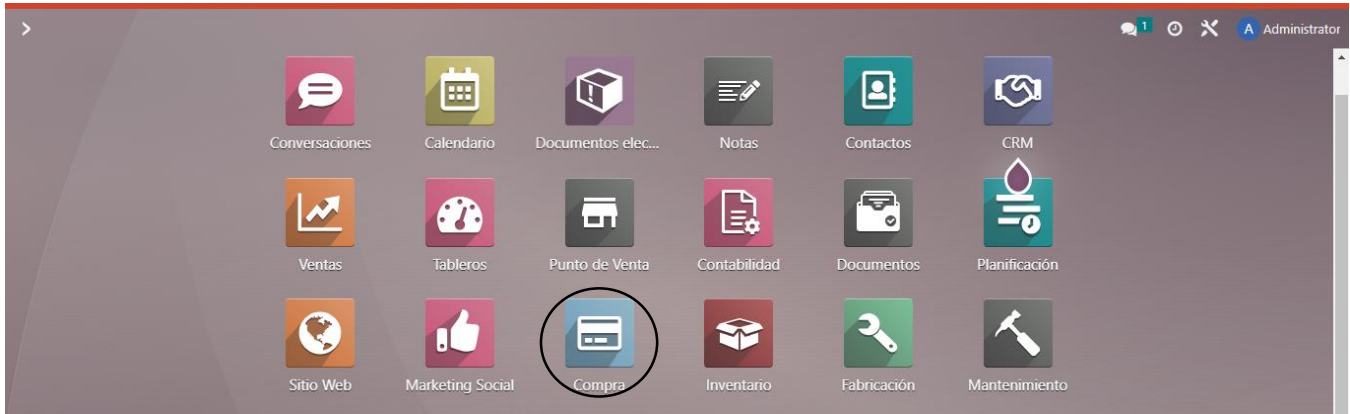 1
A Administrator
Conversaciones Calendario Documentos elec... Notas Contactos CRM
Ventas Tableros Punto de Venta Contabilidad Documentos Planificación
Sitio Web Marketing Social Compra Inventario Fabricación Mantenimiento